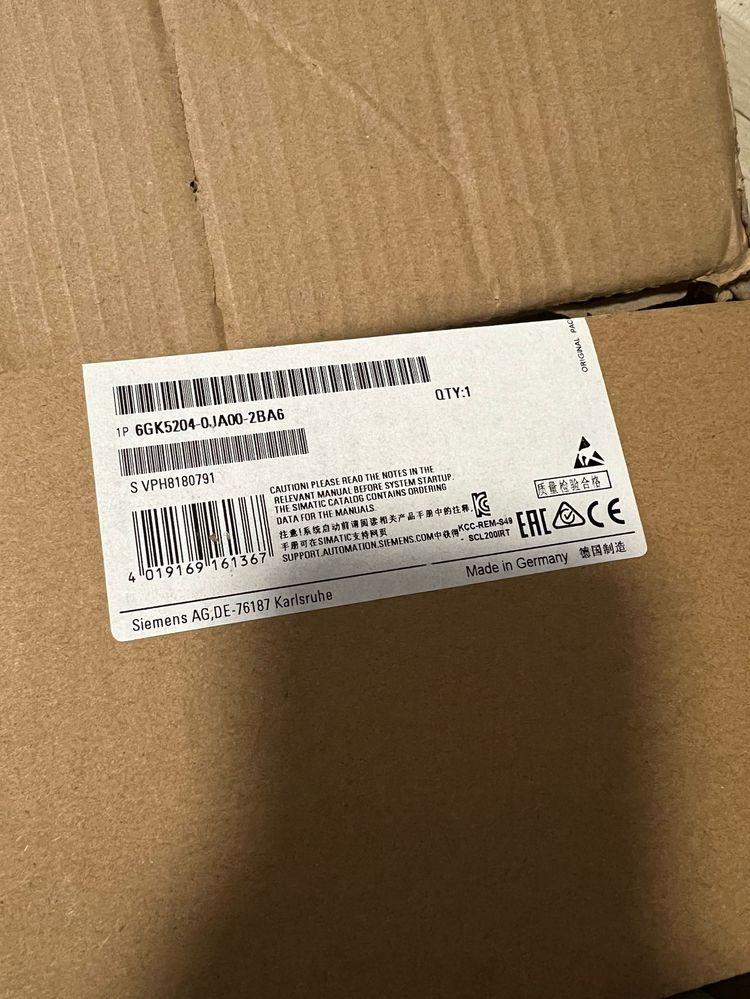 ORIGINAL PAC
QTY:1
1P 6GK5204-0JA00-2BA6
S VPH8180791
CAUTION! PLEASE READ THE NOTES IN THE
RELEVANT MANUAL BEFORE SYSTEM STARTUP.
THE SIMATIC CATALOG CONTAINS ORDERING
DATA FOR THE MANUALS.
注意!系统启动前请阅读相关产品手册中的注释,
手册可在SIMATIC支持网页
SUPPORT.AUTOMATION.SIEMENS.COM中获得
质量检验合格
KCC-REM-S49
- SCL200IRT
EAC CE
4 019169 161367
Siemens AG,DE-76187 Karlsruhe
Made in Germany 德国制造